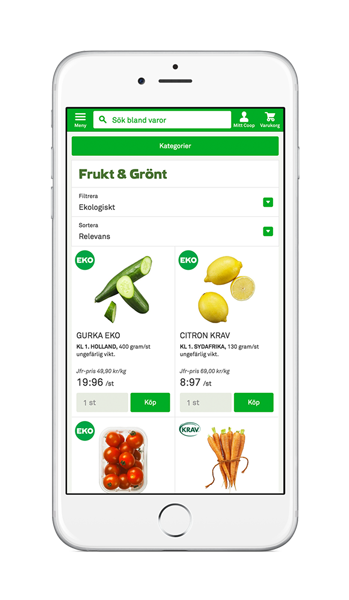 Meny
Sök bland varor
Mitt Coop
Varukorg
Kategorier
Frukt & Grönt
Filtrera
Ekologiskt
Sortera
Relevans
EKO
GURKA EKO
KL 1. HOLLAND, 400 gram/st
ungefärlig vikt.
Jfr-pris 49,90 kr/kg
19:96 /st
1 st
Köp
EKO
CITRON KRAV
KL 1. SYDAFRIKA, 130 gram/st
ungefärlig vikt.
Jfr-pris 69,00 kr/kg
8:97 /st
1 st
Köp
EKO
KRAV